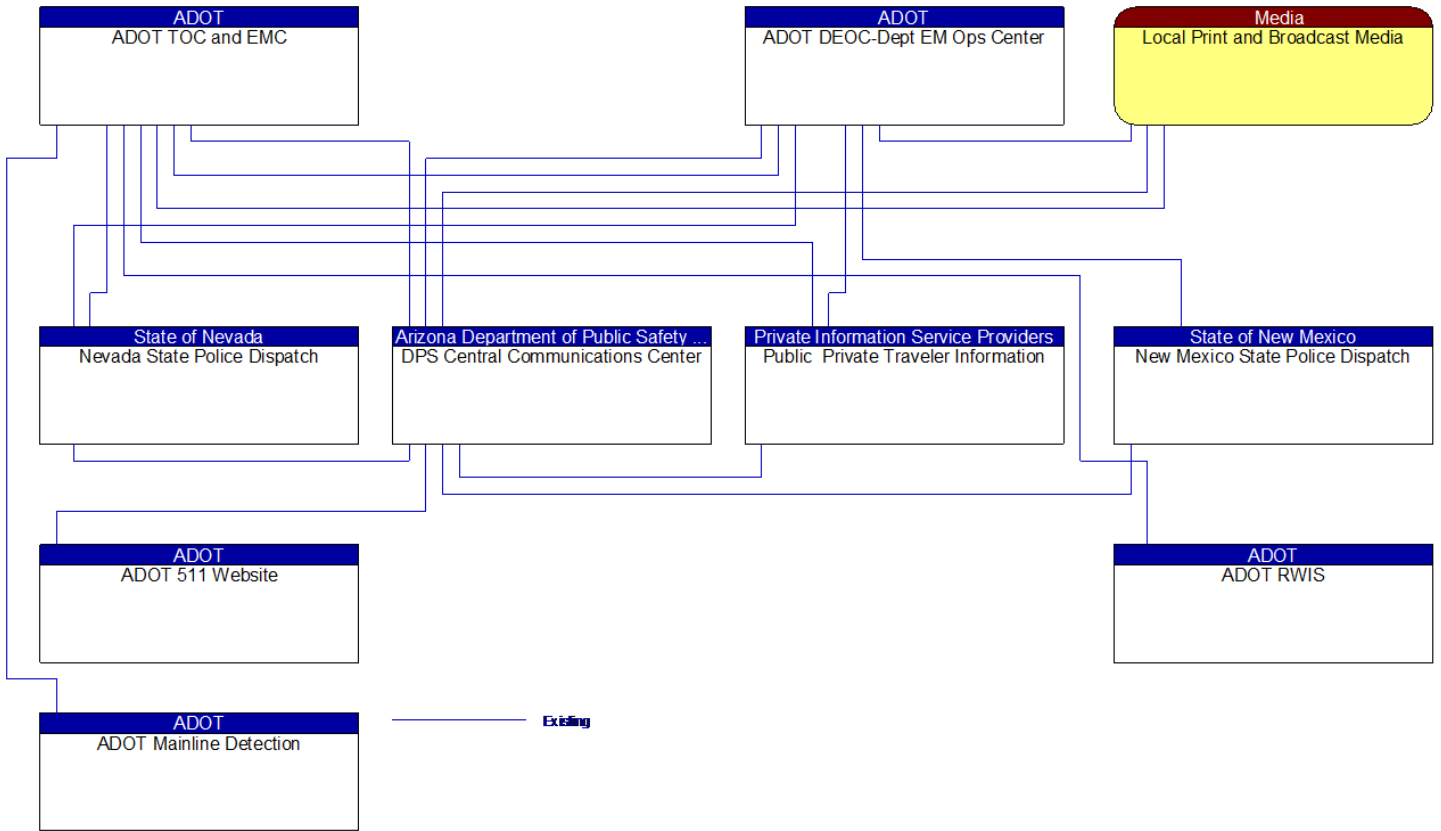 ADOT
ADOT TOC and EMC
ADOT
ADOT DEOC-Dept EM Ops Center
Media
Local Print and Broadcast Media
State of Nevada
Nevada State Police Dispatch
Arizona Department of Public Safety ...
DPS Central Communications Center
Private Information Service Providers
Public Private Traveler Information
State of New Mexico
New Mexico State Police Dispatch
ADOT
ADOT 511 Website
ADOT
ADOT RWIS
ADOT
ADOT Mainline Detection
Existing